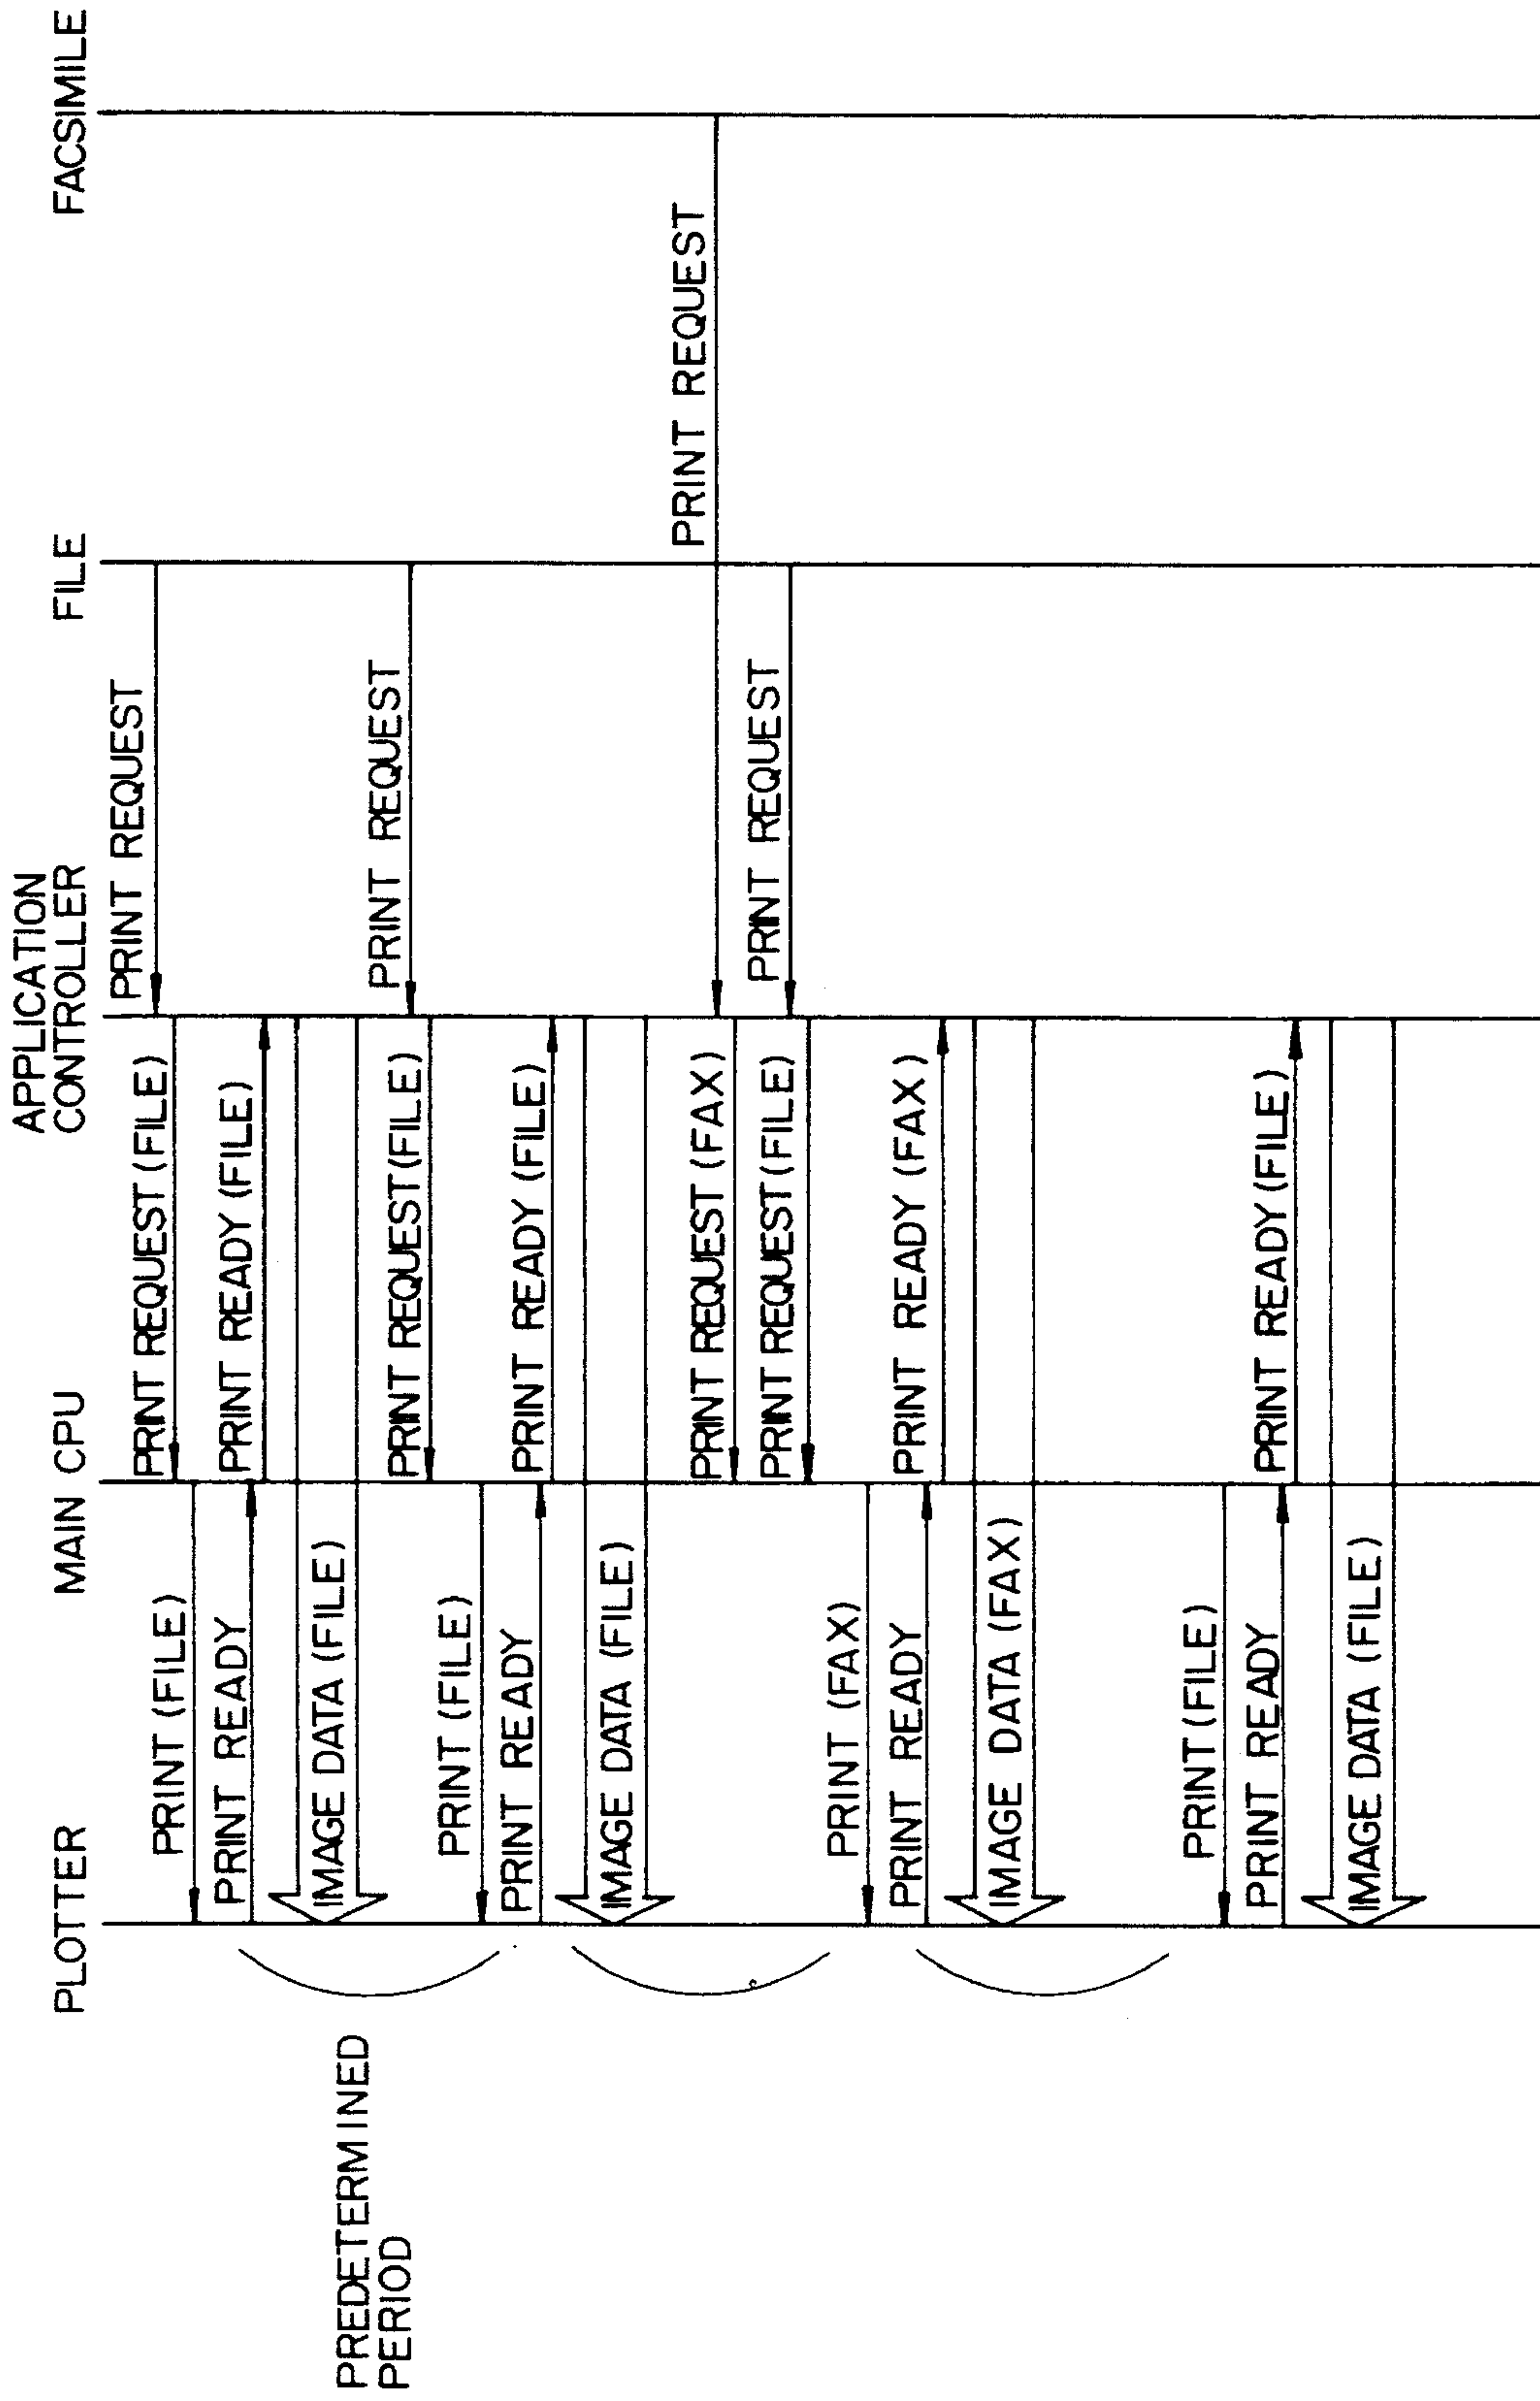 PLOTTER
MAIN CPU
APPLICATION
CONTROLLER
FILE
FACSIMILE
PRINT REQUEST
PRINT REQUEST (FILE)
PRINT (FILE)
PRINT READY
PRINT READY (FILE)
IMAGE DATA (FILE)
PREDETERMINED
PERIOD
PRINT REQUEST
PRINT REQUEST (FILE)
PRINT (FILE)
PRINT READY
PRINT READY (FILE)
IMAGE DATA (FILE)
PRINT REQUEST
PRINT REQUEST (FAX)
PRINT REQUEST
PRINT REQUEST (FILE)
PRINT (FAX)
PRINT READY
PRINT READY (FAX)
IMAGE DATA (FAX)
PRINT (FILE)
PRINT READY
PRINT READY (FILE)
IMAGE DATA (FILE)